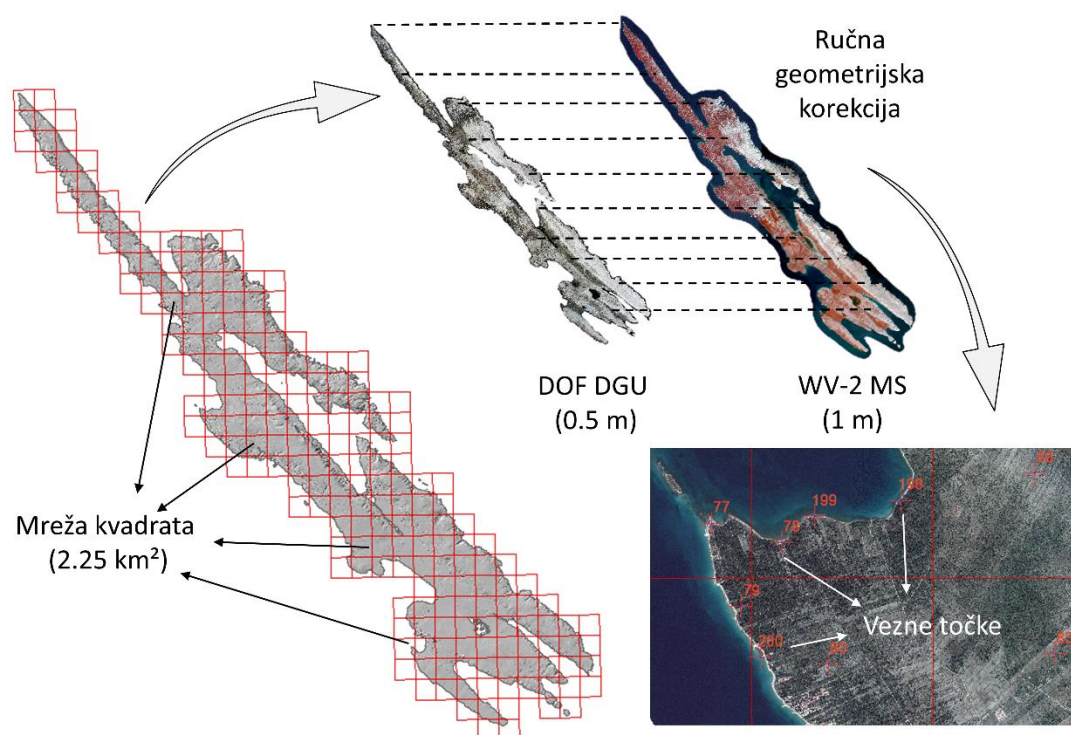 Ručna
geometrijska
korekcija
DOF DGU
(0.5 m)
WV-2 MS
(1 m)
Mreža kvadrata
(2.25 km²)
77
78
199
198
79
260
80
Vezne točke